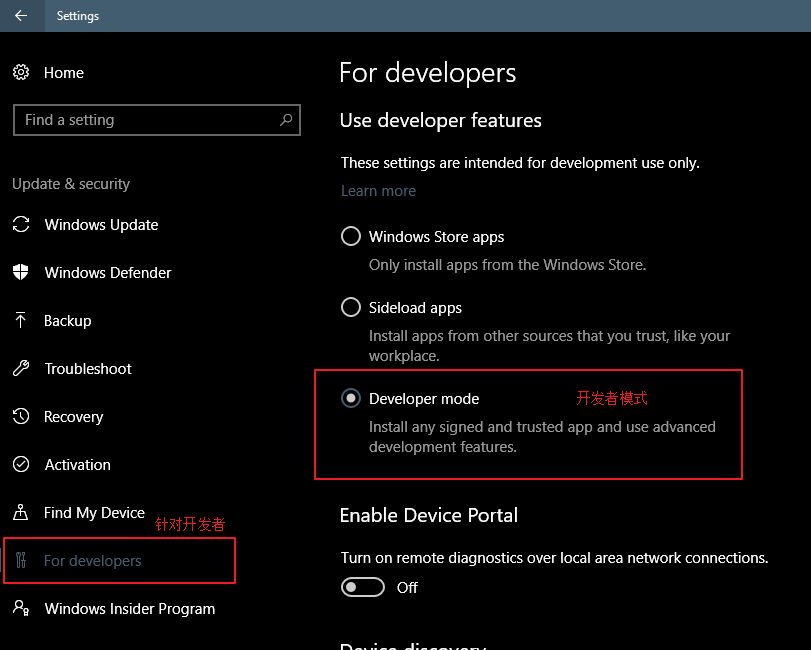 Settings
Home
Find a setting
Update & security
Windows Update
Windows Defender
Backup
Troubleshoot
Recovery
Activation
Find My Device
针对开发者
For developers
Windows Insider Program
For developers
Use developer features
These settings are intended for development use only.
Learn more
Windows Store apps
Only install apps from the Windows Store.
Sideload apps
Install apps from other sources that you trust, like your
workplace.
Developer mode
开发者模式
Install any signed and trusted app and use advanced
development features.
Enable Device Portal
Turn on remote diagnostics over local area network connections.
Off
Device discovery